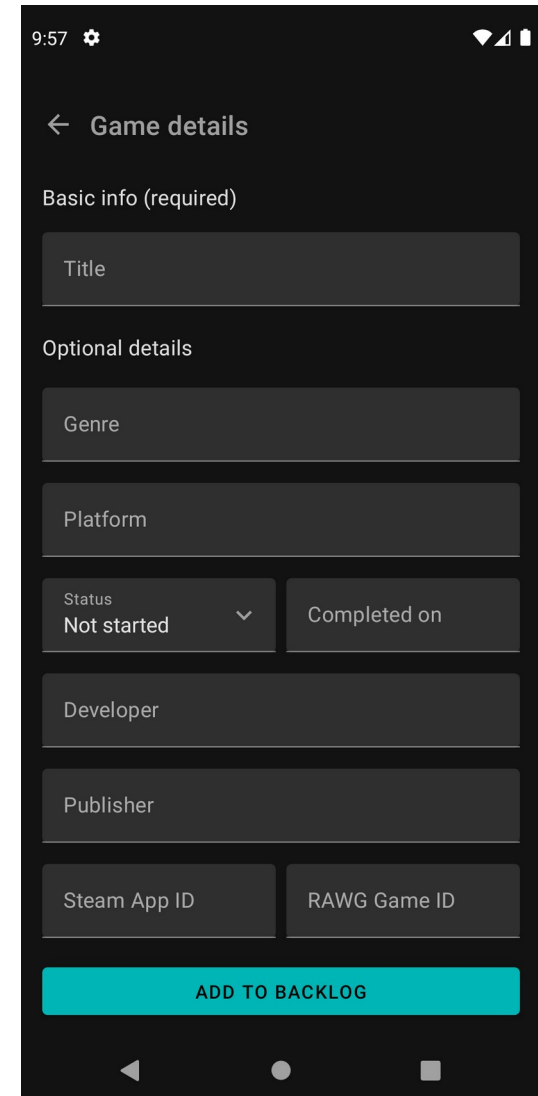 9:57
Game details
Basic info (required)
Title
Optional details
Genre
Platform
Status
Not started
Completed on
Developer
Publisher
Steam App ID
RAWG Game ID
ADD TO BACKLOG